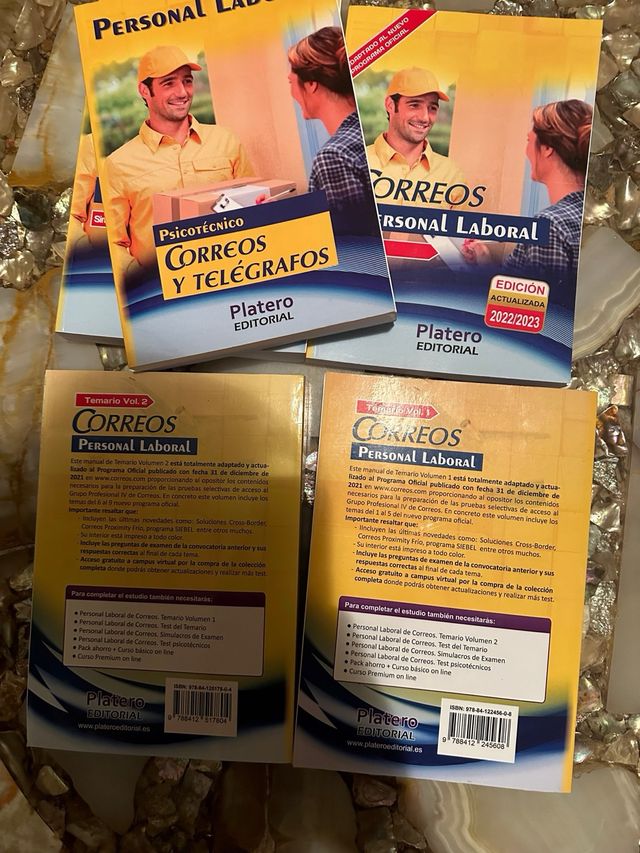 PERSONAL LABO
PSICOTÉCNICO
CORREOS
Y TELÉGRAFOS
Platero
EDITORIAL
ADAPTADO AL NUEVO
PROGRAMA OFICIAL
CORREOS
PERSONAL LABORAL
EDICIÓN
ACTUALIZADA
2022/2023
Platero
EDITORIAL
Temario Vol. 2
CORREOS
PERSONAL LABORAL
Este manual de Temario Volumen 2 está totalmente adaptado y actua-
lizado al Programa Oficial publicado con fecha 31 de diciembre de
2021 en www.correos.com proporcionando al opositor los contenidos
necesarios para la preparación de las pruebas selectivas de acceso al
Grupo Profesional IV de Correos. En concreto este volumen incluye los
temas del 6 al 9 nuevo programa oficial.
Importante resaltar que:
- Incluyen las últimas novedades como: Soluciones Cross-Border,
Correos Proximity Frío, programa SIEBEL entre otros muchos.
- Su interior está impreso a todo color.
- Incluye las preguntas de examen de la convocatoria anterior y sus
respuestas correctas al final de cada tema.
- Acceso gratuito a campus virtual por la compra de la colección
completa donde podrás obtener actualizaciones y realizar más test.
Para completar el estudio también necesitarás:
• Personal Laboral de Correos. Temario Volumen 1
• Personal Laboral de Correos. Test del Temario
• Personal Laboral de Correos. Simulacros de Examen
• Personal Laboral de Correos. Test psicotécnicos
• Pack ahorro + Curso básico on line
• Curso Premium on line
Platero
EDITORIAL
www.plateroeditorial.es
ISBN: 978-84-125178-0-4
9 788412 517804
Temario Vol. 1
CORREOS
PERSONAL LABORAL
Este manual de Temario Volumen 1 está totalmente adaptado y actua-
lizado al Programa Oficial publicado con fecha 31 de diciembre de
2021 en www.correos.com proporcionando al opositor los contenidos
necesarios para la preparación de las pruebas selectivas de acceso al
Grupo Profesional IV de Correos. En concreto este volumen incluye los
temas del 1 al 5 del nuevo programa oficial.
Importante resaltar que:
- Incluyen las últimas novedades como: Soluciones Cross-Border,
Correos Proximity Frío, programa SIEBEL entre otros muchos.
- Su interior está impreso a todo color.
- Incluye las preguntas de examen de la convocatoria anterior y sus
respuestas correctas al final de cada tema.
- Acceso gratuito a campus virtual por la compra de la colección
completa donde podrás obtener actualizaciones y realizar más test.
Para completar el estudio también necesitarás:
• Personal Laboral de Correos. Temario Volumen 2
• Personal Laboral de Correos. Test del Temario
• Personal Laboral de Correos. Simulacros de Examen
• Personal Laboral de Correos. Test psicotécnicos
• Pack ahorro + Curso básico on line
• Curso Premium on line
Platero
EDITORIAL
www.plateroeditorial.es
ISBN: 978-84-122456-0-8
9 788412 245608